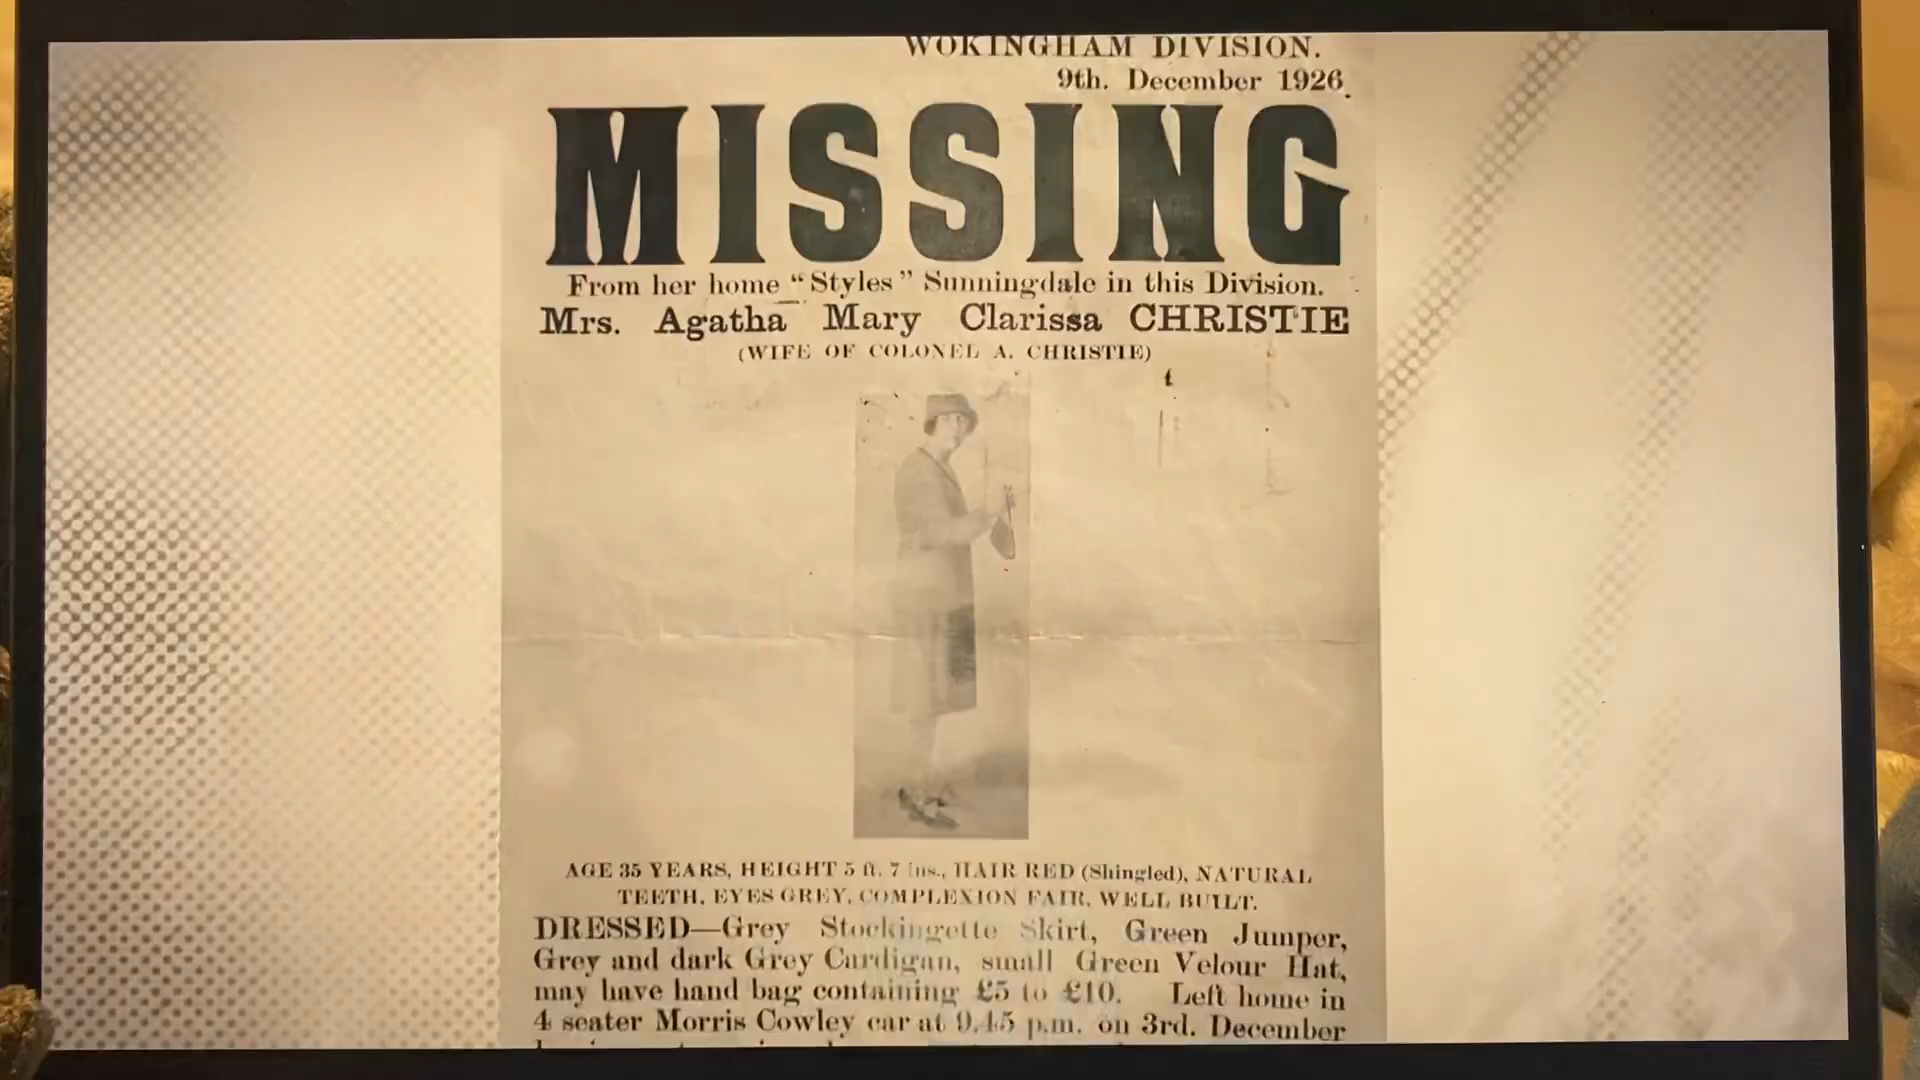 WOKINGHAM DIVISION.
9th. December 1926.
MISSING
From her home "Styles" Sunningdale in this Division.
Mrs. Agatha Mary Clarissa CHRISTIE
(WIFE OF COLONEL A. CHRISTIE)
AGE 35 YEARS, HEIGHT 5 ft. 7 ins., HAIR RED (Shingled), NATURAL
TEETH, EYES GREY, COMPLEXION FAIR, WELL BUILT.
DRESSED—Grey Stockingette Skirt, Green Jumper,
Grey and dark Grey Cardigan, small Green Velour Hat,
may have hand bag containing £5 to £10. Left home in
4 seater Morris Cowley car at 9.45 p.m. on 3rd. December